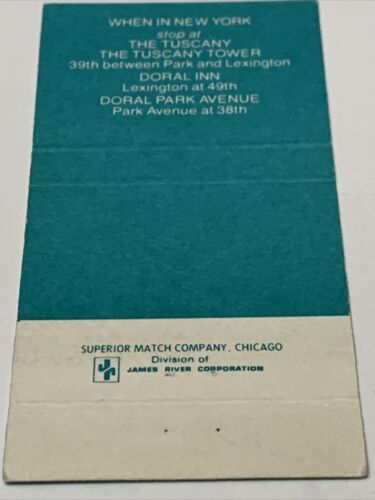 WHEN IN NEW YORK
stop at
THE TUSCANY
THE TUSCANY TOWER
39th between Park and Lexington
DORAL INN
Lexington at 49th
DORAL PARK AVENUE
Park Avenue at 38th
SUPERIOR MATCH COMPANY, CHICAGO
Division of
JAMES RIVER CORPORATION